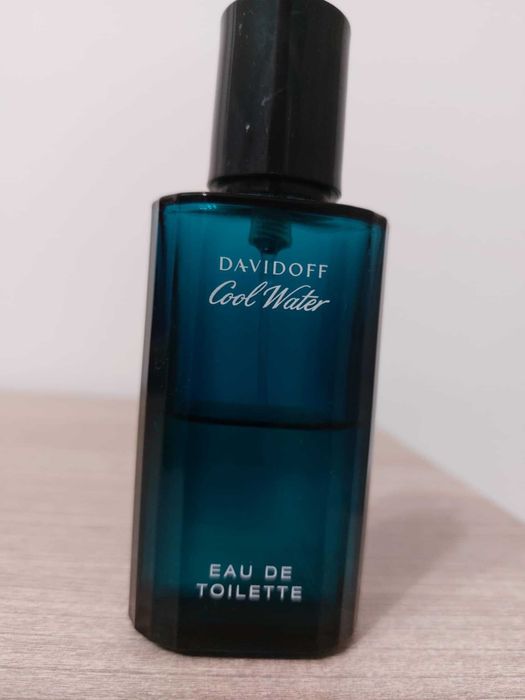 DAVIDOFF
Cool Water
EAU DE
TOILETTE